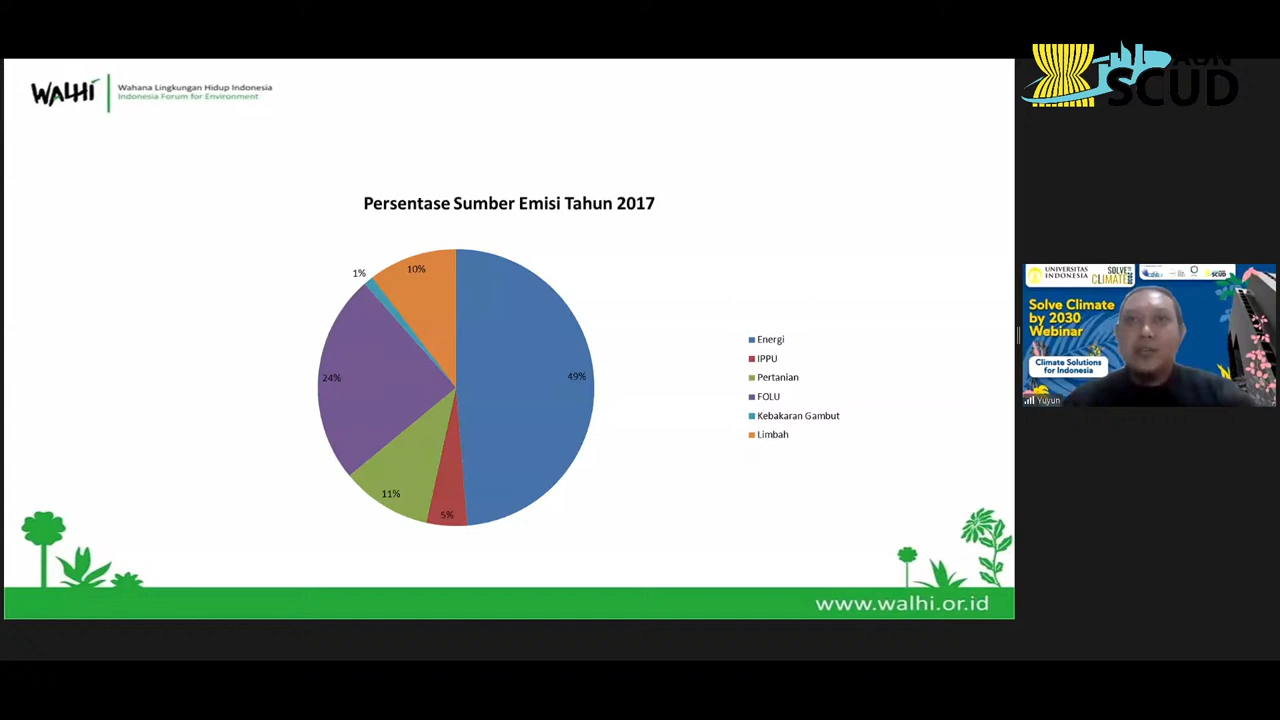 WALHI
Wahana Lingkungan Hidup Indonesia
Indonesia Forum for Environment
Persentase Sumber Emisi Tahun 2017
1%
10%
49%
24%
11%
5%
Energi
IPPU
Pertanian
FOLU
Kebakaran Gambut
Limbah
www.walhi.or.id
AUN
SCUD
UNIVERSITAS
INDONESIA
SOLVE
CLIMATE
Solve Climate
by 2030
Webinar
Climate Solutions
for Indonesia
Yuyun